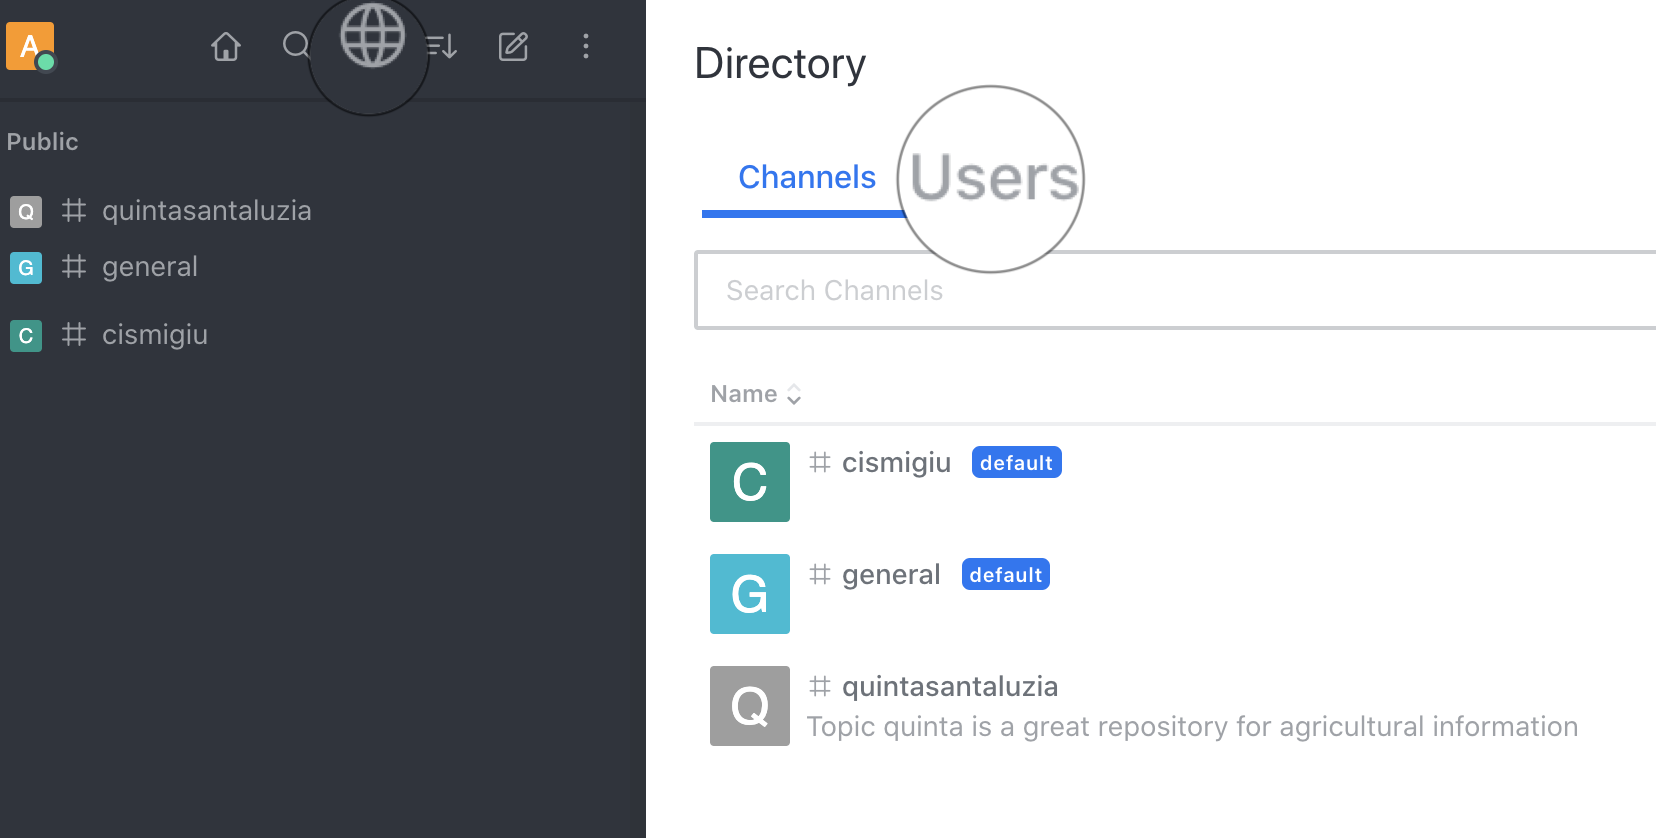 A
Public
Q quintasantaluzia
G general
C cismigiu
Directory
Channels Users
Search Channels
Name
C cismigiu default
G general default
Q quintasantaluzia
Topic quinta is a great repository for agricultural information